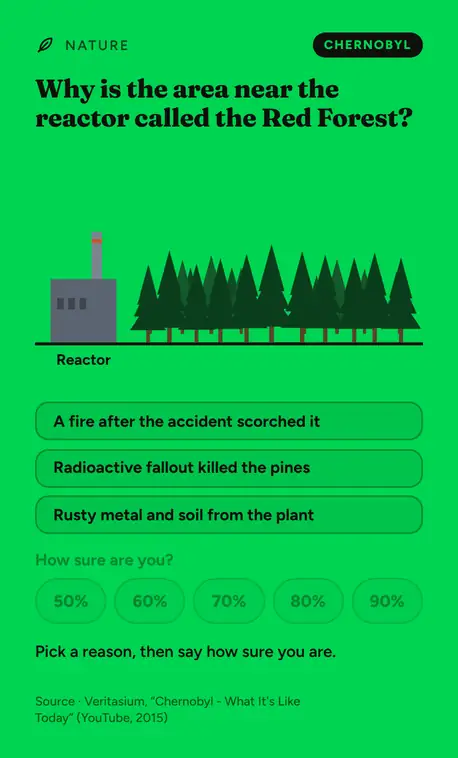 NATURE
CHERNOBYL
Why is the area near the
reactor called the Red Forest?
Reactor
A fire after the accident scorched it
Radioactive fallout killed the pines
Rusty metal and soil from the plant
How sure are you?
50% 60% 70% 80% 90%
Pick a reason, then say how sure you are.
Source · Veritasium, “Chernobyl - What It's Like
Today” (YouTube, 2015)